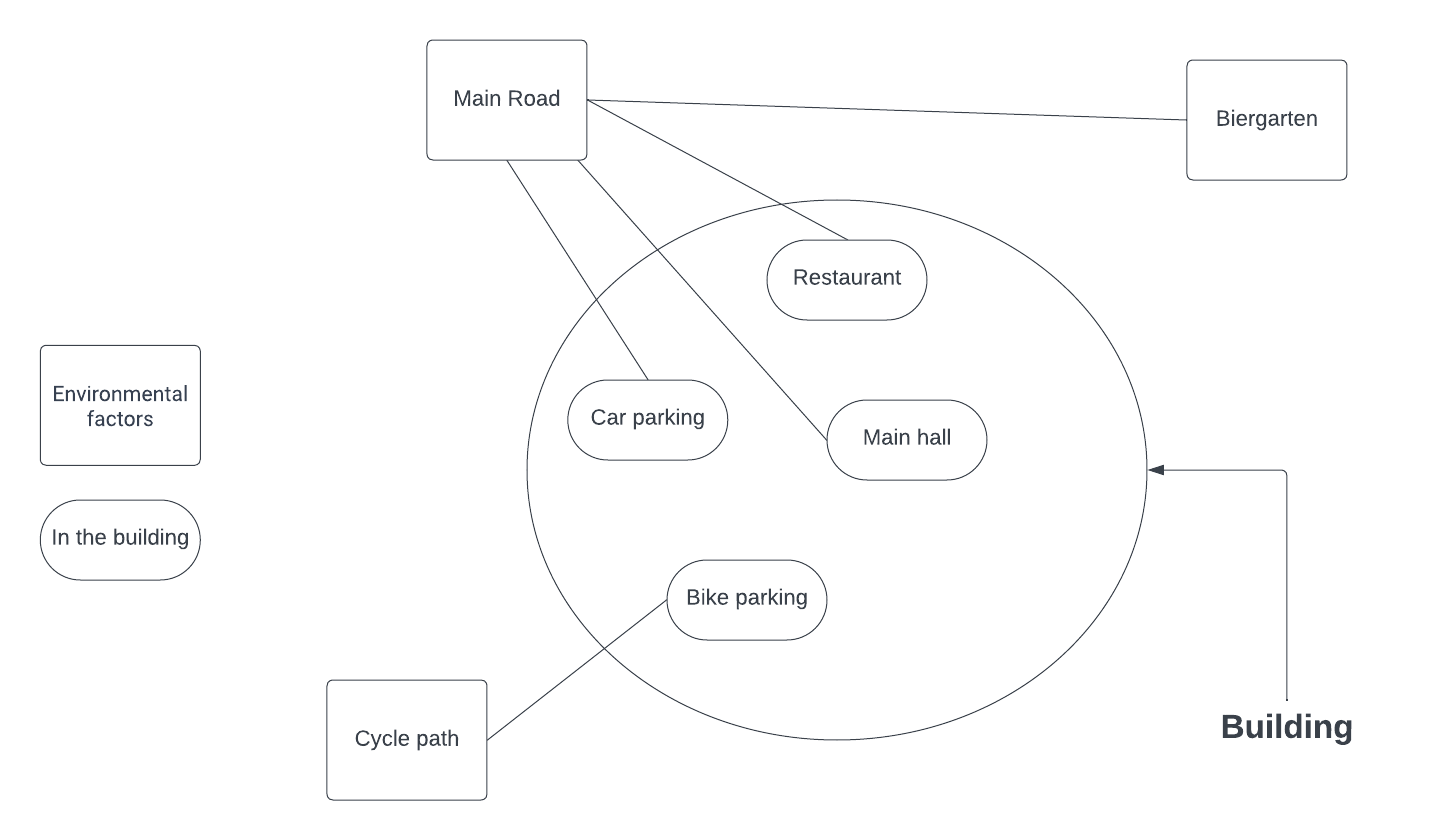 Main Road
Biergarten
Restaurant
Environmental
factors
Car parking
Main hall
In the building
Bike parking
Cycle path
Building